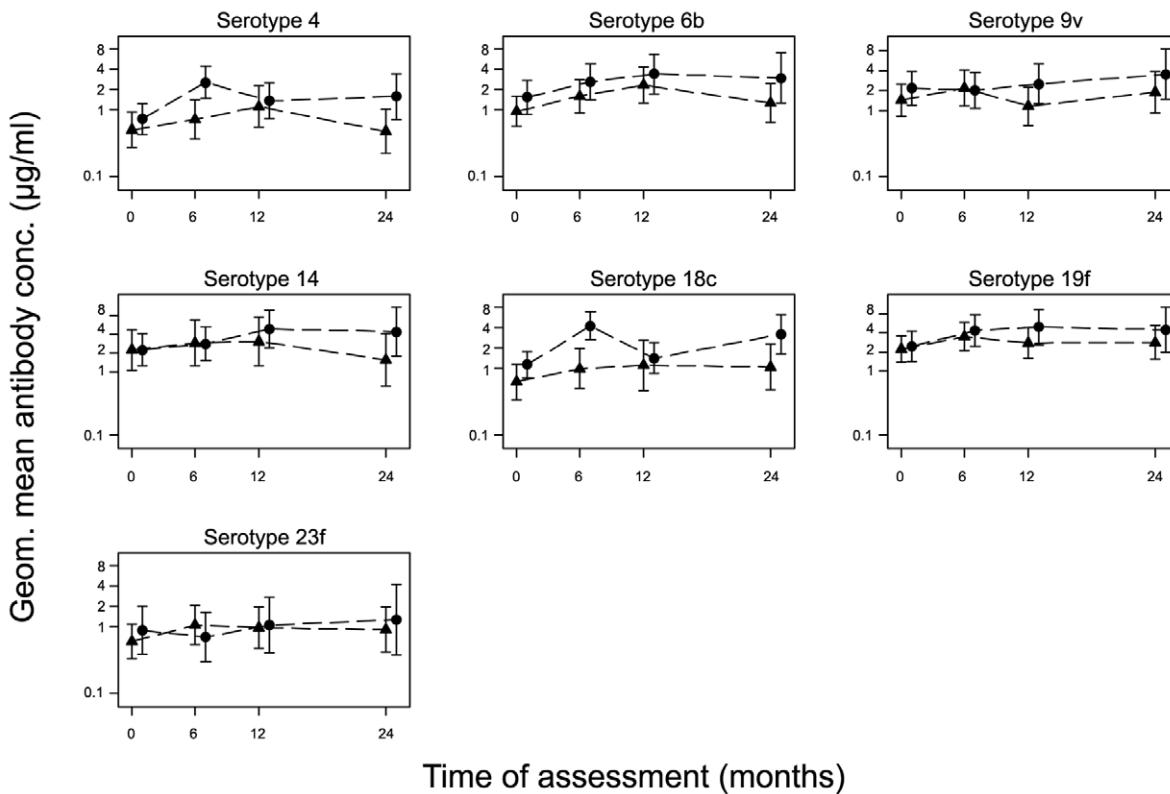 Geom. mean antibody conc. (µg/ml)
Serotype 4
8
4
2
1
0.1
0 6 12 24
Serotype 6b
8
4
2
1
0.1
0 6 12 24
Serotype 9v
8
4
2
1
0.1
0 6 12 24
Serotype 14
8
4
2
1
0.1
0 6 12 24
Serotype 18c
8
4
2
1
0.1
0 6 12 24
Serotype 19f
8
4
2
1
0.1
0 6 12 24
Serotype 23f
8
4
2
1
0.1
0 6 12 24
Time of assessment (months)